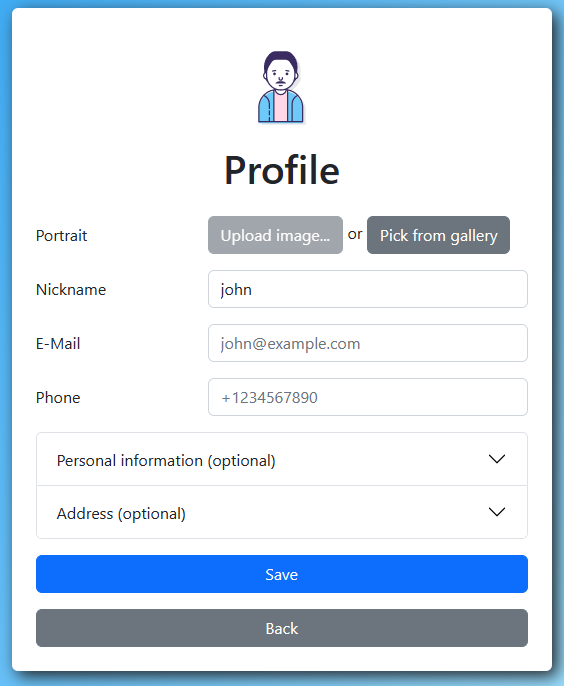 Profile
Portrait Upload image... or Pick from gallery
Nickname john
E-Mail john@example.com
Phone +1234567890
Personal information (optional)
Address (optional)
Save
Back